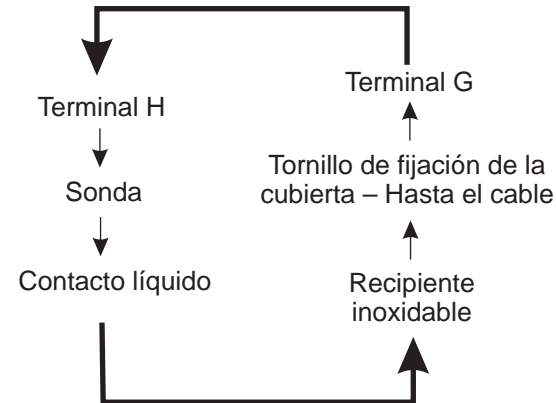 Terminal H
Sonda
Contacto líquido
Terminal G
Tornillo de fijación de la
cubierta – Hasta el cable
Recipiente
inoxidable